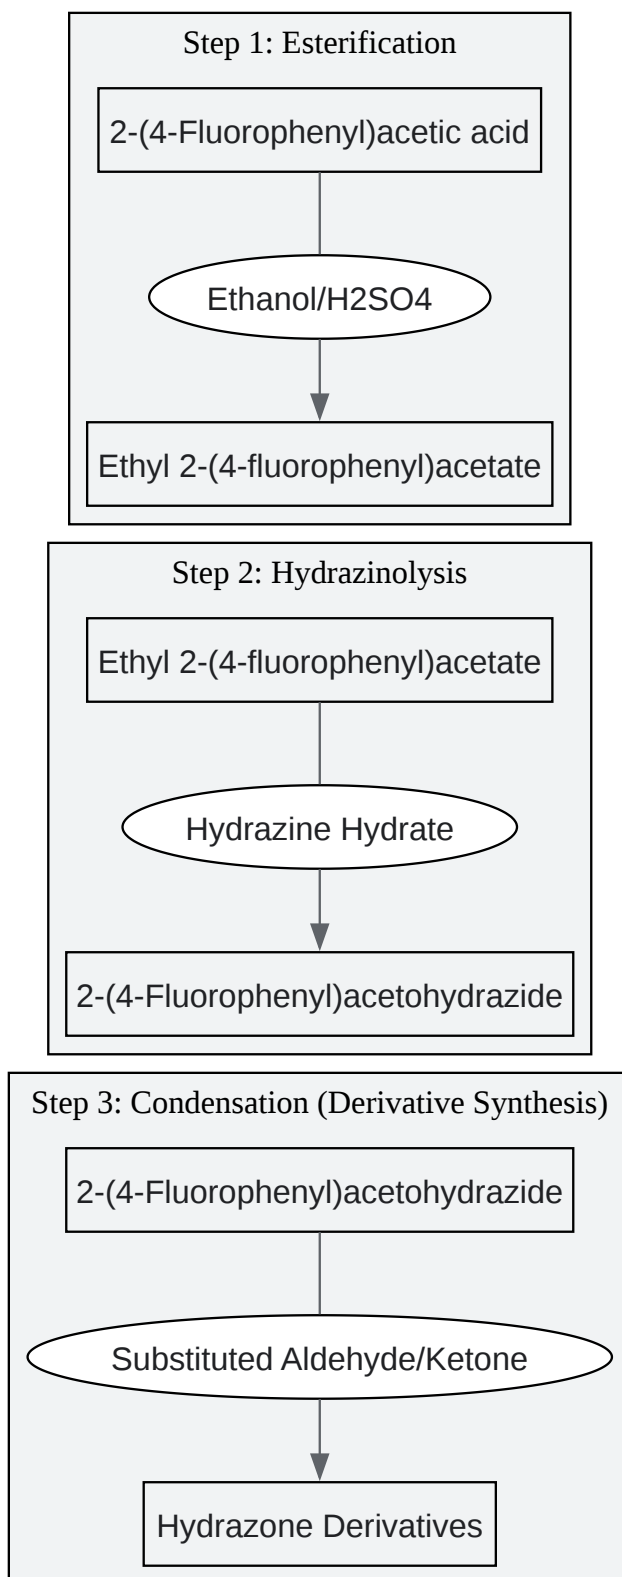 Step 1: Esterification
2-(4-Fluorophenyl)acetic acid
Ethanol/H2SO4
Ethyl 2-(4-fluorophenyl)acetate
Step 2: Hydrazinolysis
Ethyl 2-(4-fluorophenyl)acetate
Hydrazine Hydrate
2-(4-Fluorophenyl)acetohydrazide
Step 3: Condensation (Derivative Synthesis)
2-(4-Fluorophenyl)acetohydrazide
Substituted Aldehyde/Ketone
Hydrazone Derivatives